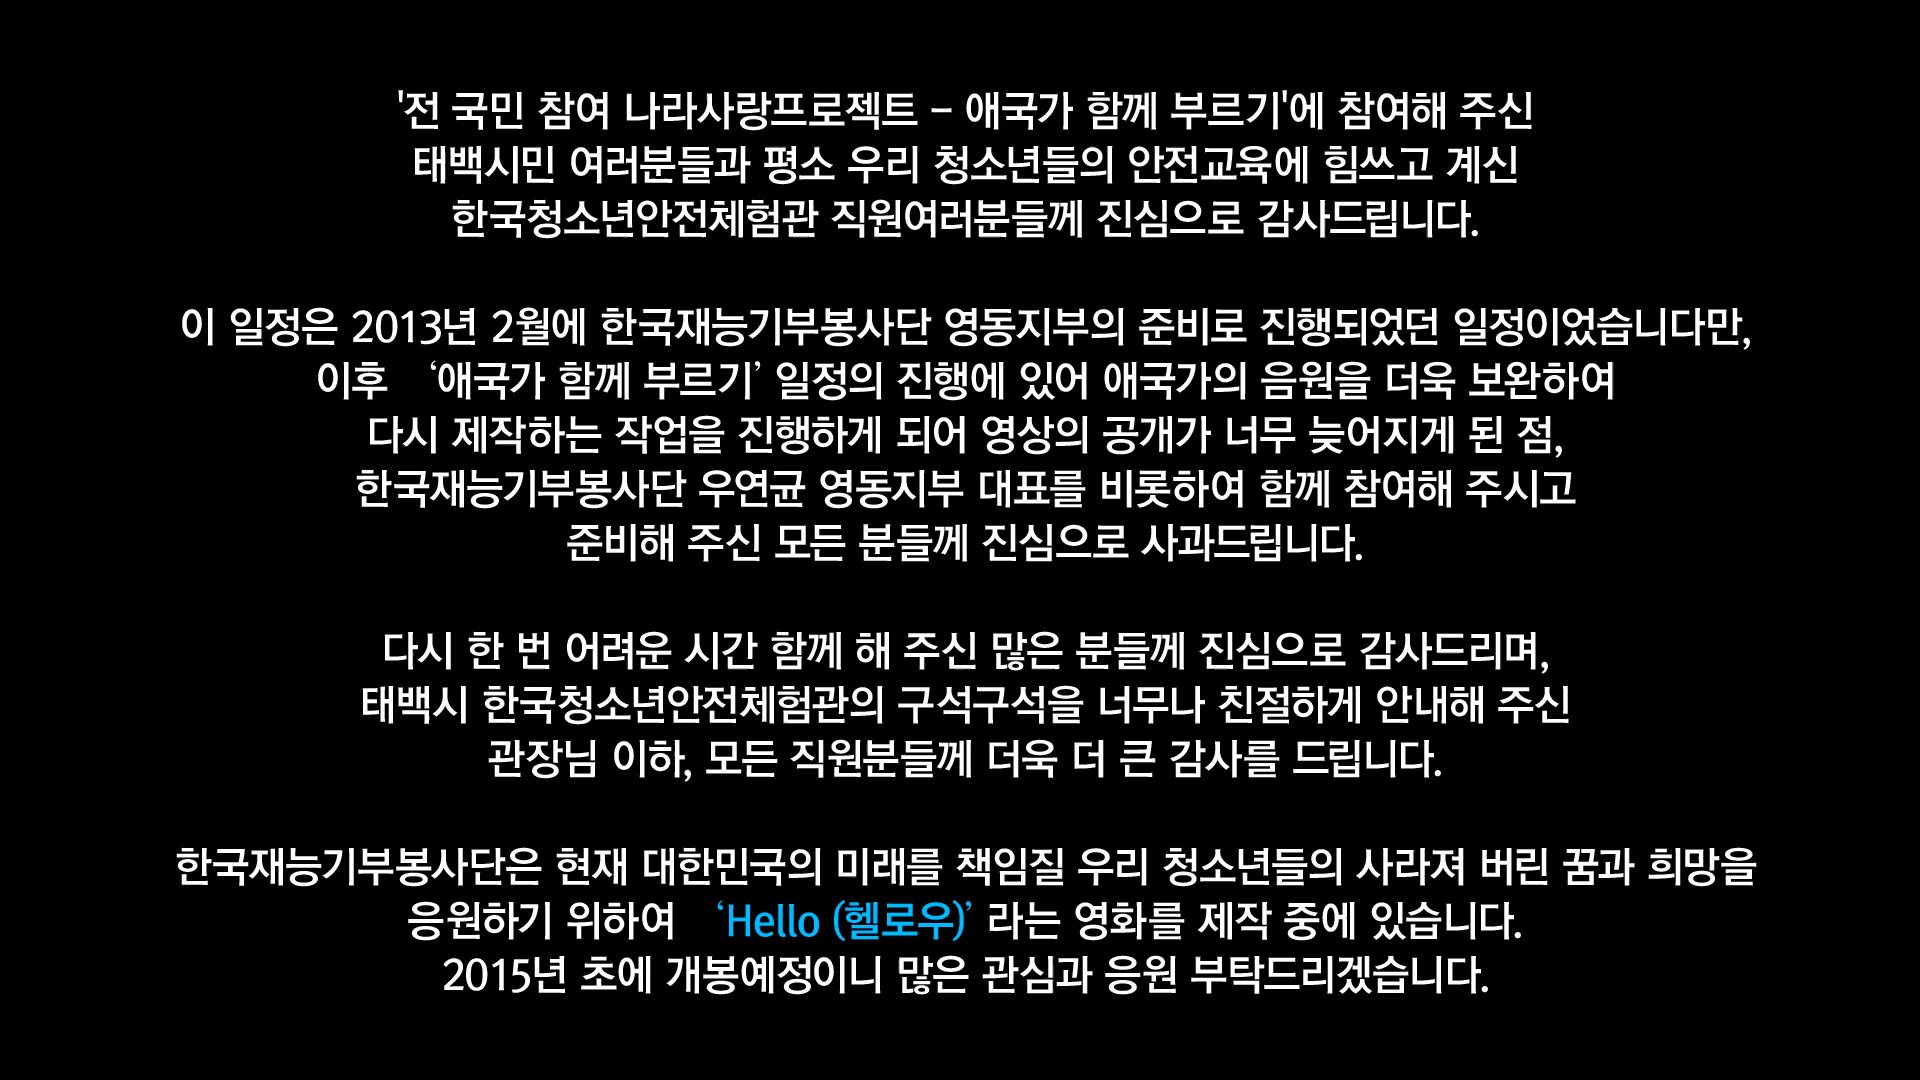 '전 국민 참여 나라사랑프로젝트 – 애국가 함께 부르기'에 참여해 주신
태백시민 여러분들과 평소 우리 청소년들의 안전교육에 힘쓰고 계신
한국청소년안전체험관 직원여러분들께 진심으로 감사드립니다.
이 일정은 2013년 2월에 한국재능기부봉사단 영동지부의 준비로 진행되었던 일정이었습니다만,
이후 ‘애국가 함께 부르기’ 일정의 진행에 있어 애국가의 음원을 더욱 보완하여
다시 제작하는 작업을 진행하게 되어 영상의 공개가 너무 늦어지게 된 점,
한국재능기부봉사단 우연균 영동지부 대표를 비롯하여 함께 참여해 주시고
준비해 주신 모든 분들께 진심으로 사과드립니다.
다시 한 번 어려운 시간 함께 해 주신 많은 분들께 진심으로 감사드리며,
태백시 한국청소년안전체험관의 구석구석을 너무나 친절하게 안내해 주신
관장님 이하, 모든 직원분들께 더욱 더 큰 감사를 드립니다.
한국재능기부봉사단은 현재 대한민국의 미래를 책임질 우리 청소년들의 사라져 버린 꿈과 희망을
응원하기 위하여 ‘Hello (헬로우)’ 라는 영화를 제작 중에 있습니다.
2015년 초에 개봉예정이니 많은 관심과 응원 부탁드리겠습니다.